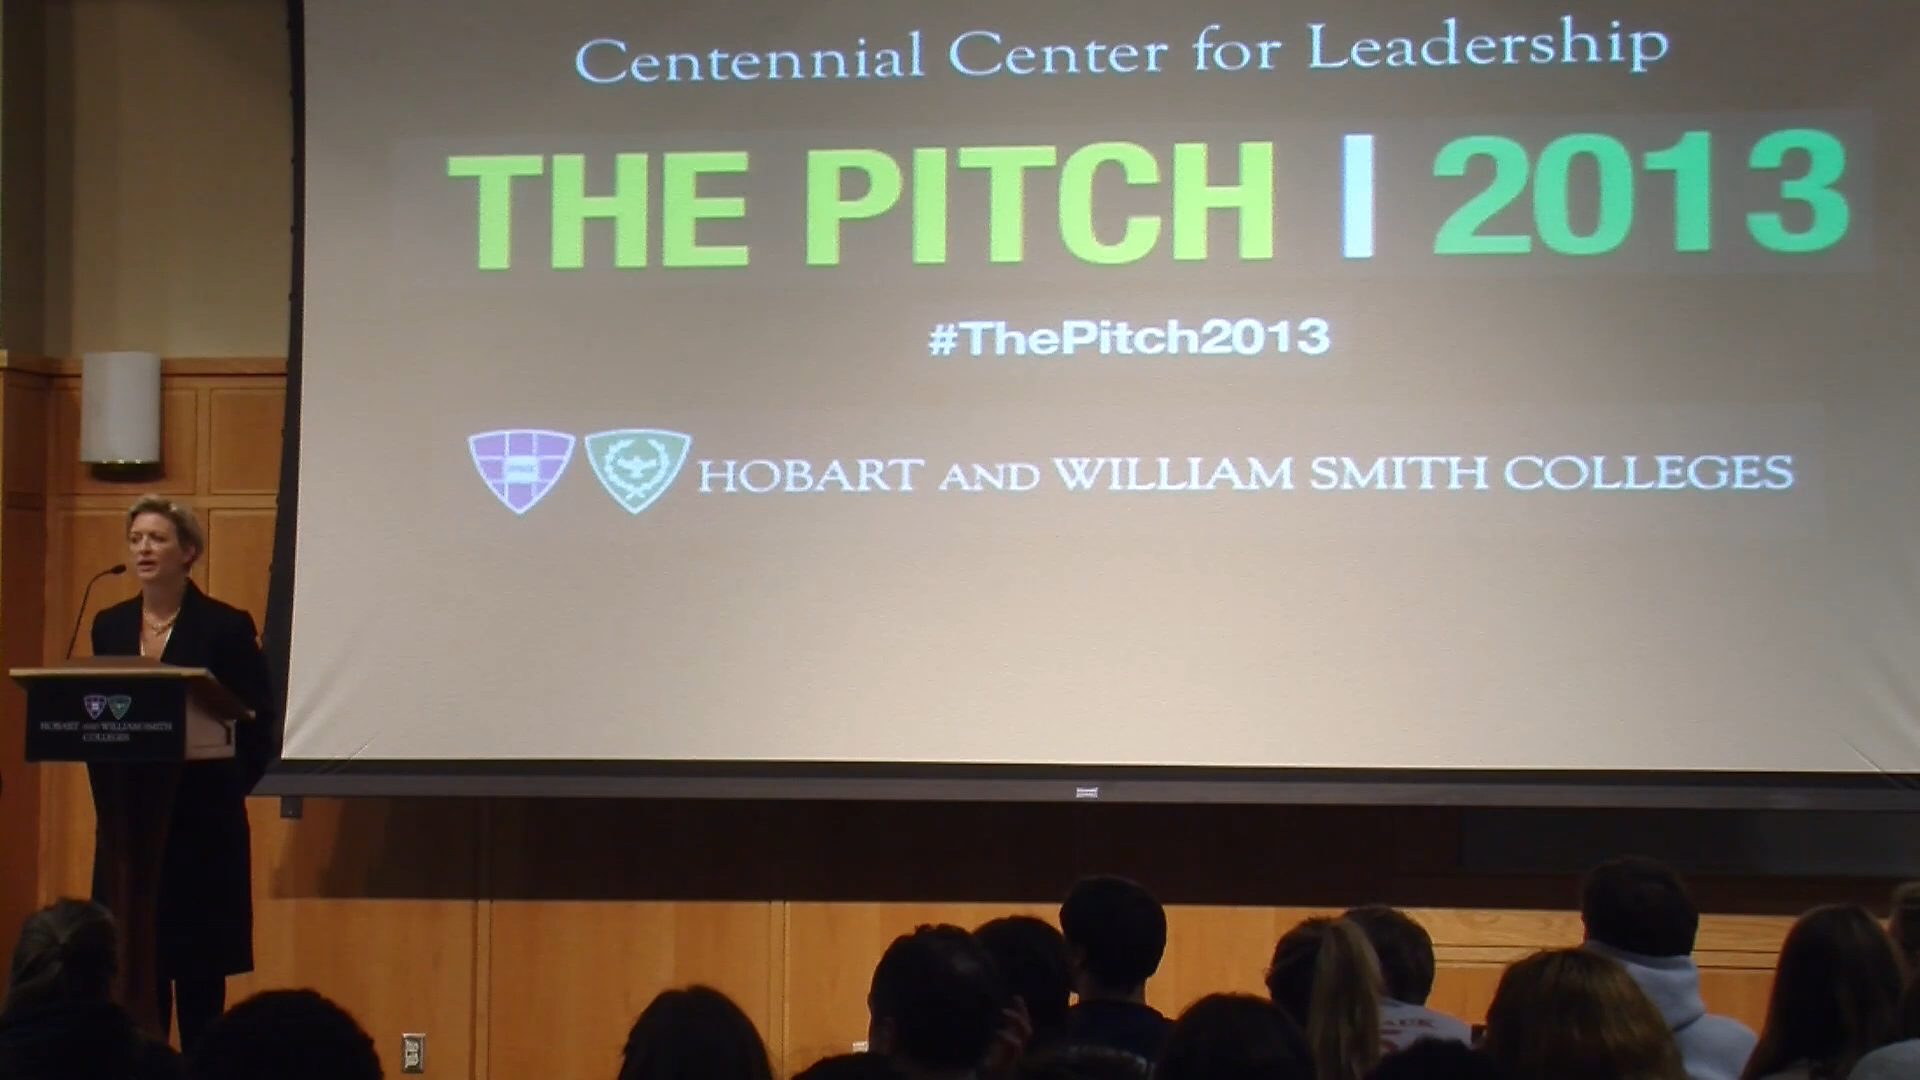 Centennial Center for Leadership
THE PITCH | 2013
#ThePitch2013
HOBART AND WILLIAM SMITH COLLEGES
HOBART AND WILLIAM SMITH
COLLEGES